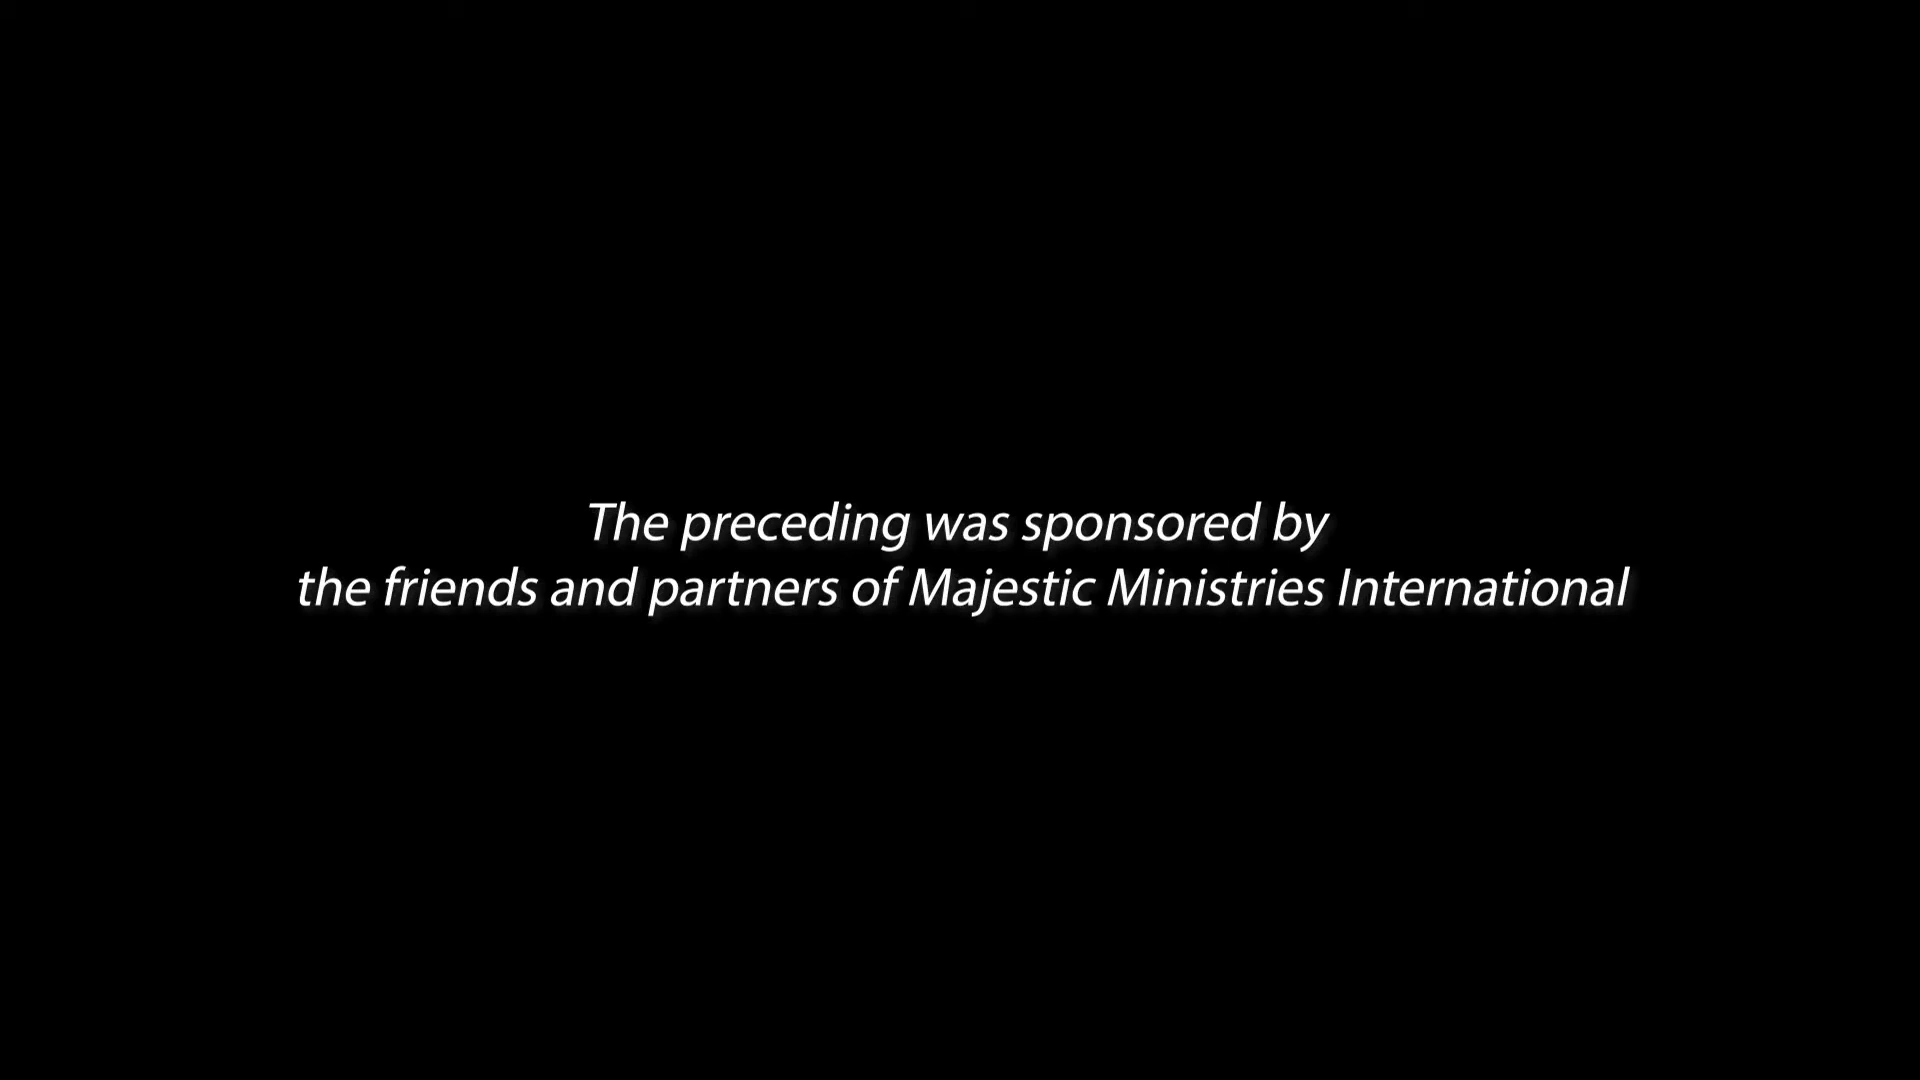 The preceding was sponsored by
the friends and partners of Majestic Ministries International